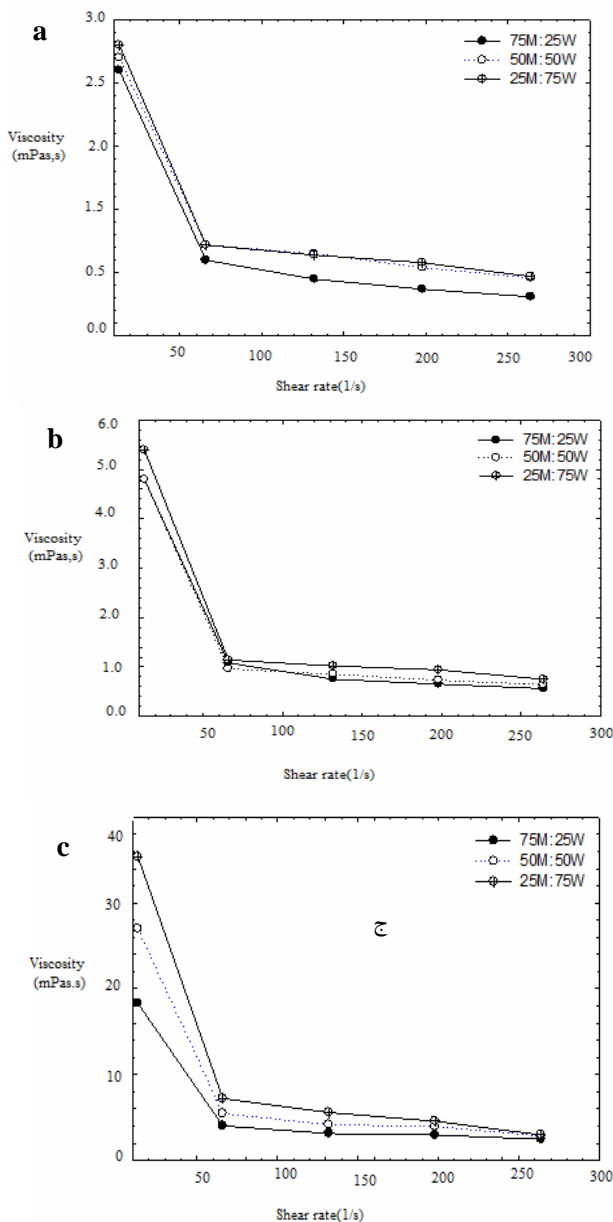 a
3.0
2.0
1.5
0.5
0.0
Viscosity
(mPas,s)
75M:25W
50M:50W
25M:75W
50 100 150 200 250 300
Shear rate(1/s)
b
6.0
5.0
4.0
3.0
2.0
1.0
0.0
Viscosity
(mPas,s)
75M:25W
50M:50W
25M:75W
50 100 150 200 250 300
Shear rate(1/s)
c
40
30
20
10
0
Viscosity
(mPas.s)
75M:25W
50M:50W
25M:75W
ج
50 100 150 200 250 300
Shear rate(1/s)